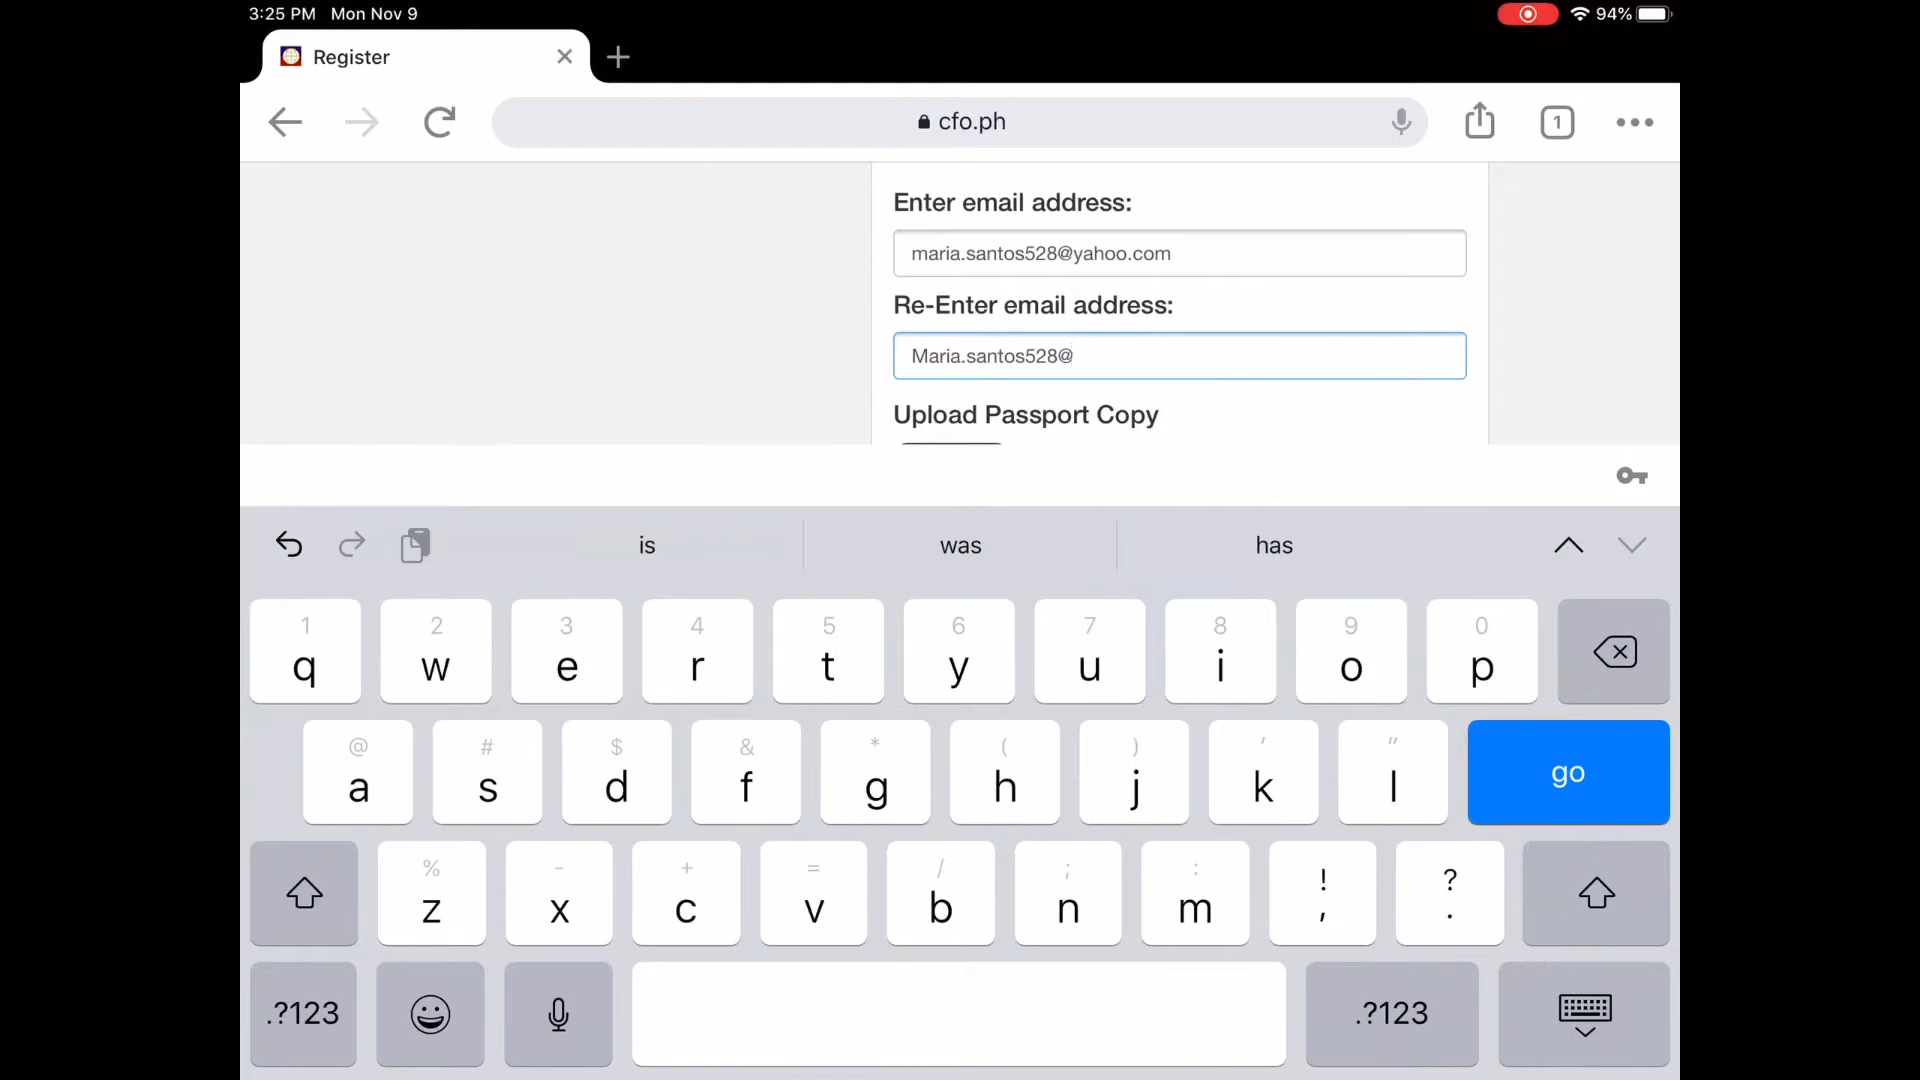 3:25 PM Mon Nov 9
94%
Register
cfo.ph
1
Enter email address:
maria.santos528@yahoo.com
Re-Enter email address:
Maria.santos528@
Upload Passport Copy
is was has
1 2 3 4 5 6 7 8 9 0
q w e r t y u i o p
@ # $ & * ( ) ' "
a s d f g h j k l go
% - + = / ; : ! ?
z x c v b n m , .
.?123 .?123